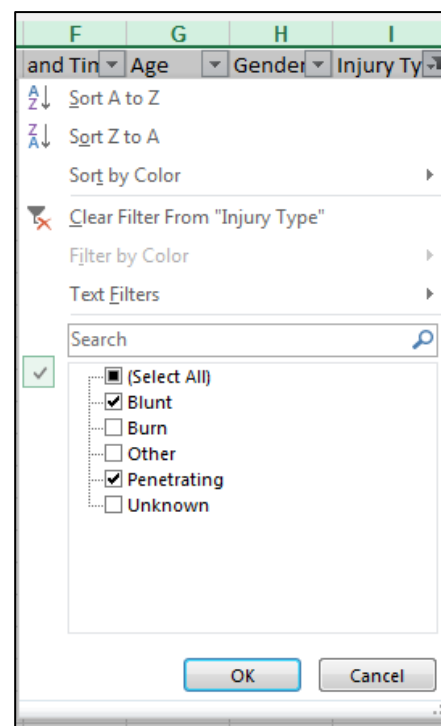 F G H I
and Tin Age Gender Injury Ty
A Z Sort A to Z
Z A Sort Z to A
Sort by Color
Clear Filter From "Injury Type"
Filter by Color
Text Filters
Search
(Select All)
Blunt
Burn
Other
Penetrating
Unknown
OK Cancel